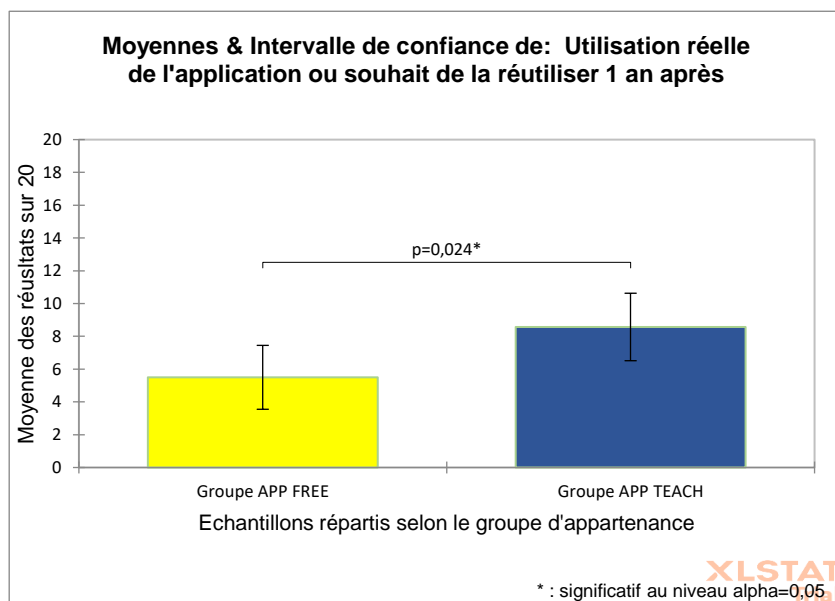 Moyennes & Intervalle de confiance de: Utilisation réelle
de l'application ou souhait de la réutiliser 1 an après
20
18
16
14
12
10
8
6
4
2
0
Moyenne des réusltats sur 20
p=0,024*
Groupe APP FREE
Groupe APP TEACH
Echantillons répartis selon le groupe d'appartenance
XLSTAT
* : significatif au niveau alpha=0,05